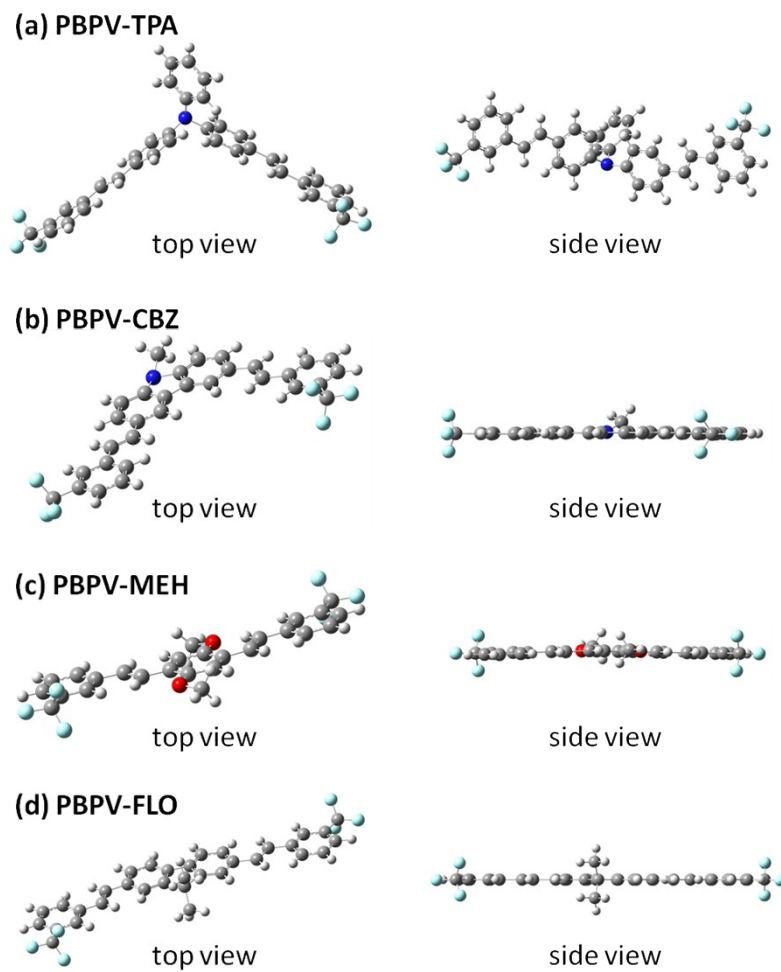 (a) PBPV-TPA
top view
side view
(b) PBPV-CBZ
top view
side view
(c) PBPV-MEH
top view
side view
(d) PBPV-FLO
top view
side view